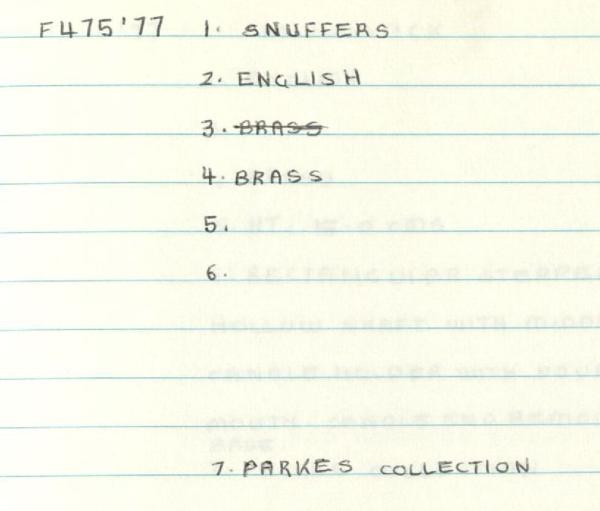 F475'77 1. SNUFFERS
2. ENGLISH
3. BRASS
4. BRASS
5.
6.
7. PARKES COLLECTION